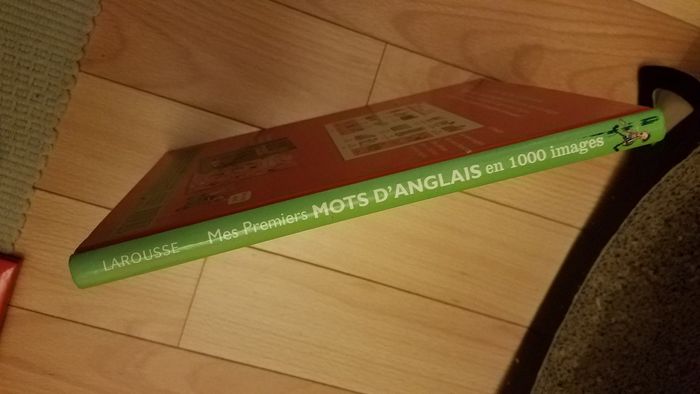 LAROUSSE Mes Premiers MOTS D'ANGLAIS en 1000 images